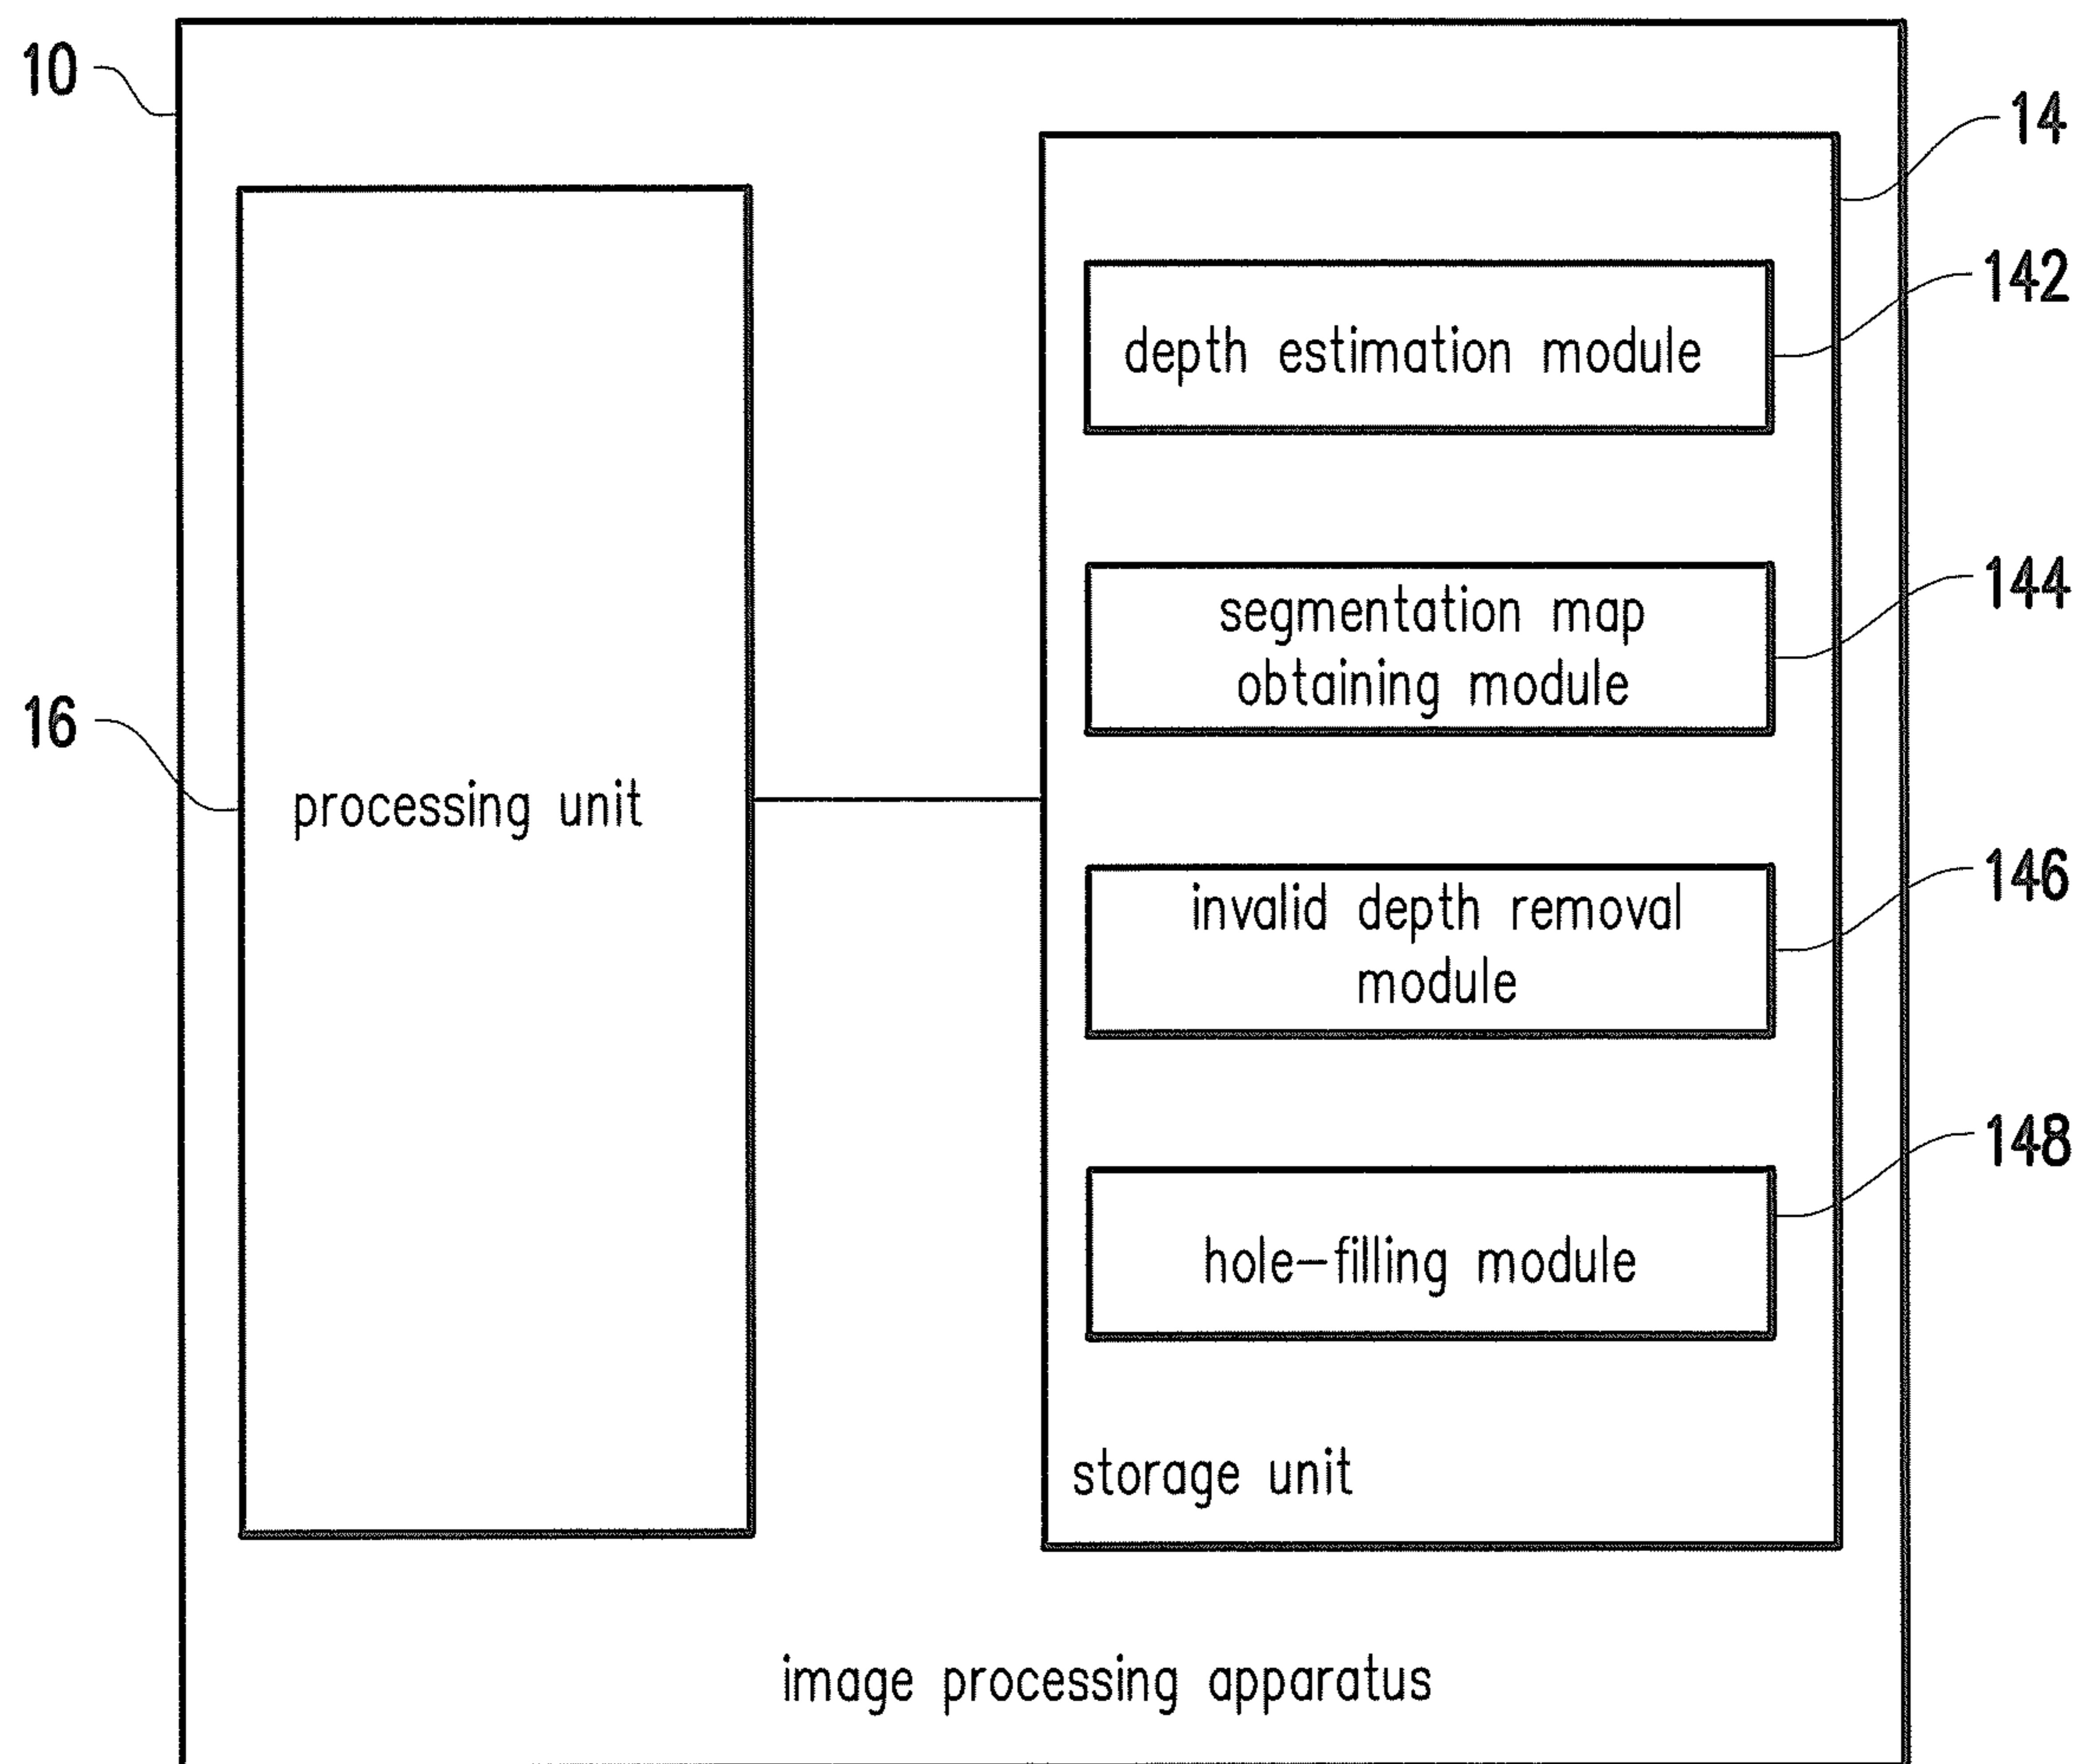 10
14
142
depth estimation module
144
segmentation map
obtaining module
16
processing unit
146
invalid depth removal
module
148
hole-filling module
storage unit
image processing apparatus